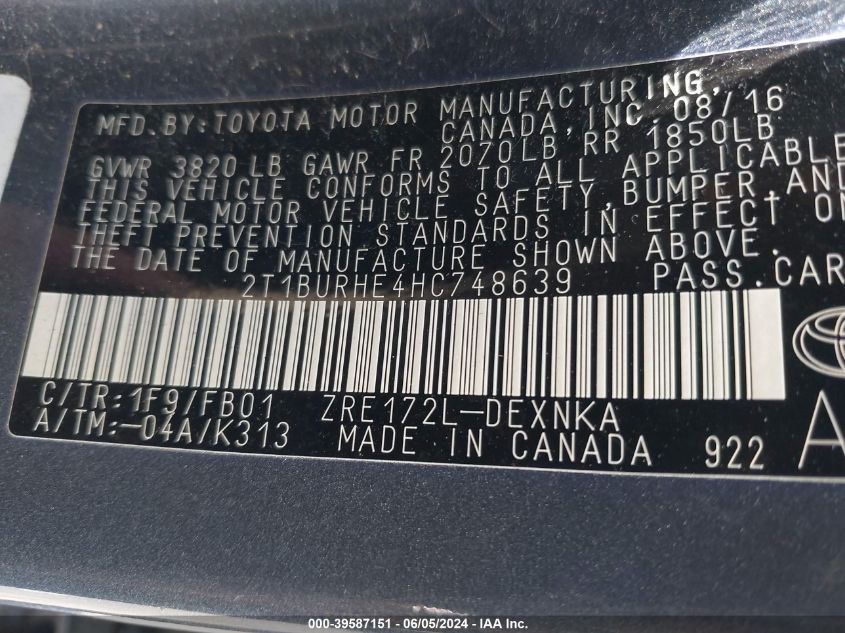 MFD.BY:TOYOTA MOTOR MANUFACTURING,
CANADA, INC. 08/16
GVWR 3820 LB GAWR FR 2070LB RR 1850LB
THIS VEHICLE CONFORMS TO ALL APPLICABLE
FEDERAL MOTOR VEHICLE SAFETY, BUMPER, AND
THEFT PREVENTION STANDARDS IN EFFECT ON
THE DATE OF MANUFACTURE SHOWN ABOVE.
2T1BURHE4HC748639 PASS.CAR
C/TR:1F9/FB01 ZRE172L-DEXNKA
A/TM:-04A/K313 MADE IN CANADA 922 A
000-39587151 - 06/05/2024 - IAA Inc.